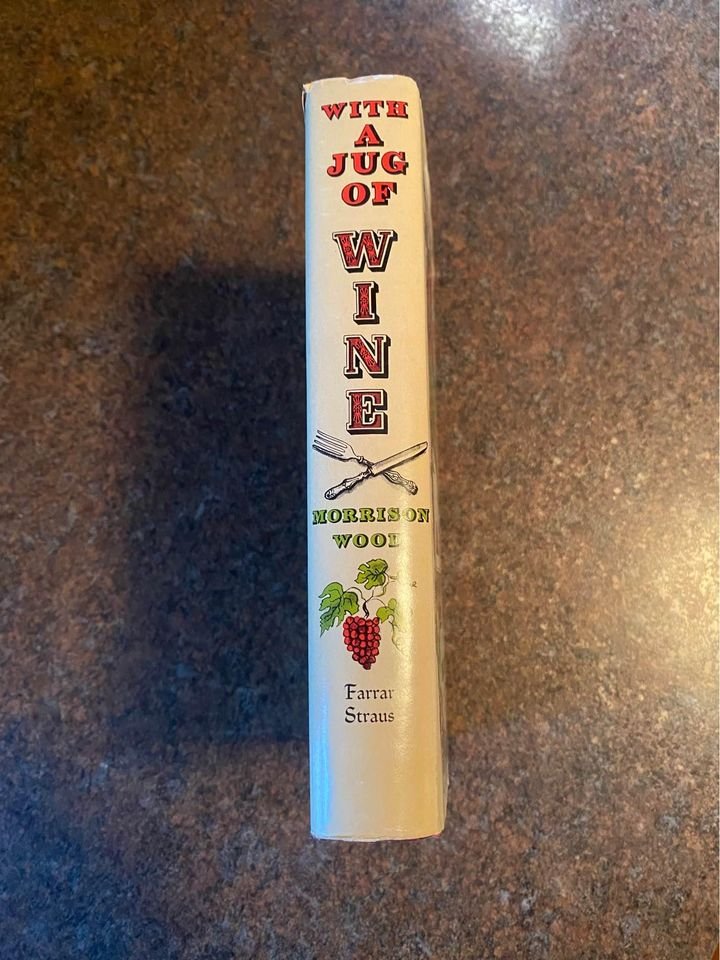 WITH
A
JUG
OF
WINE
MORRISON
WOOD
Farrar
Straus